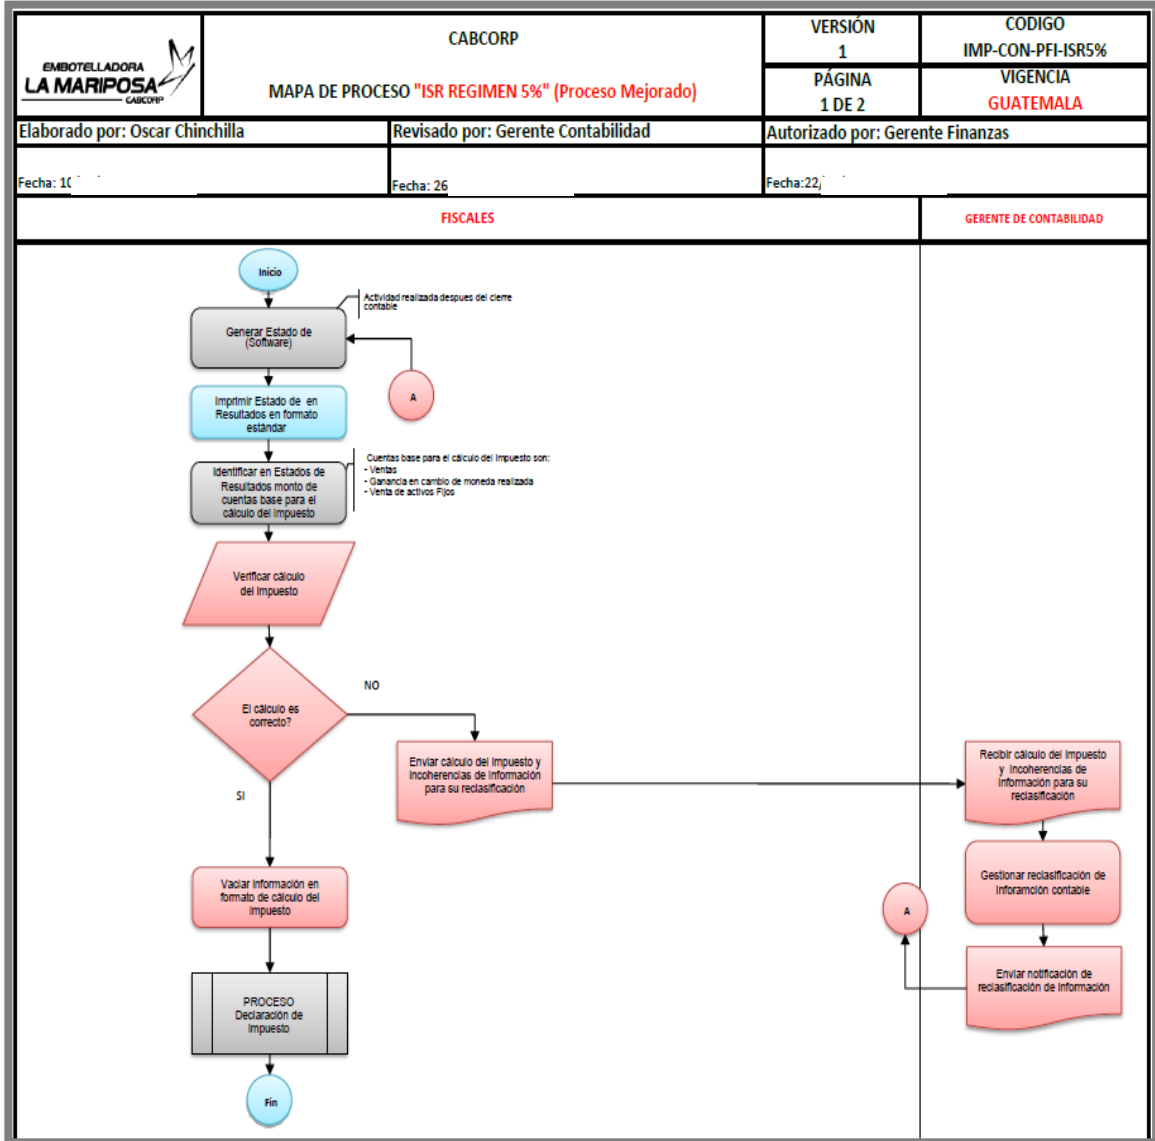 EMBOTELLADORA
LA MARIPOSA
CABCORP
CABCORP
MAPA DE PROCESO "ISR REGIMEN 5%" (Proceso Mejorado)
VERSIÓN
1
CODIGO
IMP-CON-PFI-ISR5%
PÁGINA
1 DE 2
VIGENCIA
GUATEMALA
Elaborado por: Oscar Chinchilla
Revisado por: Gerente Contabilidad
Autorizado por: Gerente Finanzas
Fecha: 10
Fecha: 26
Fecha:22/
FISCALES
GERENTE DE CONTABILIDAD
Inicio
Actividad realizada despues del cierre
contable
Generar Estado de
(Software)
A
Imprimir Estado de en
Resultados en formato
estándar
Identificar en Estados de
Resultados monto de
cuentas base para el
cálculo del Impuesto
Cuentas base para el cálculo del Impuesto son:
- Ventas
- Ganancia en cambio de moneda realizada
- Venta de activos Fijos
Verificar cálculo
del Impuesto
El cálculo es
correcto?
NO
SI
Enviar cálculo del Impuesto y
Incoherencias de Información
para su reclasificación
Recibir cálculo del Impuesto
y Incoherencias de
Información para su
reclasificación
Gestionar reclasificación de
Inforamción contable
A
Enviar notificación de
reclasificación de Información
Vaciar Información en
formato de cálculo del
Impuesto
PROCESO
Declaración de
Impuesto
Fin